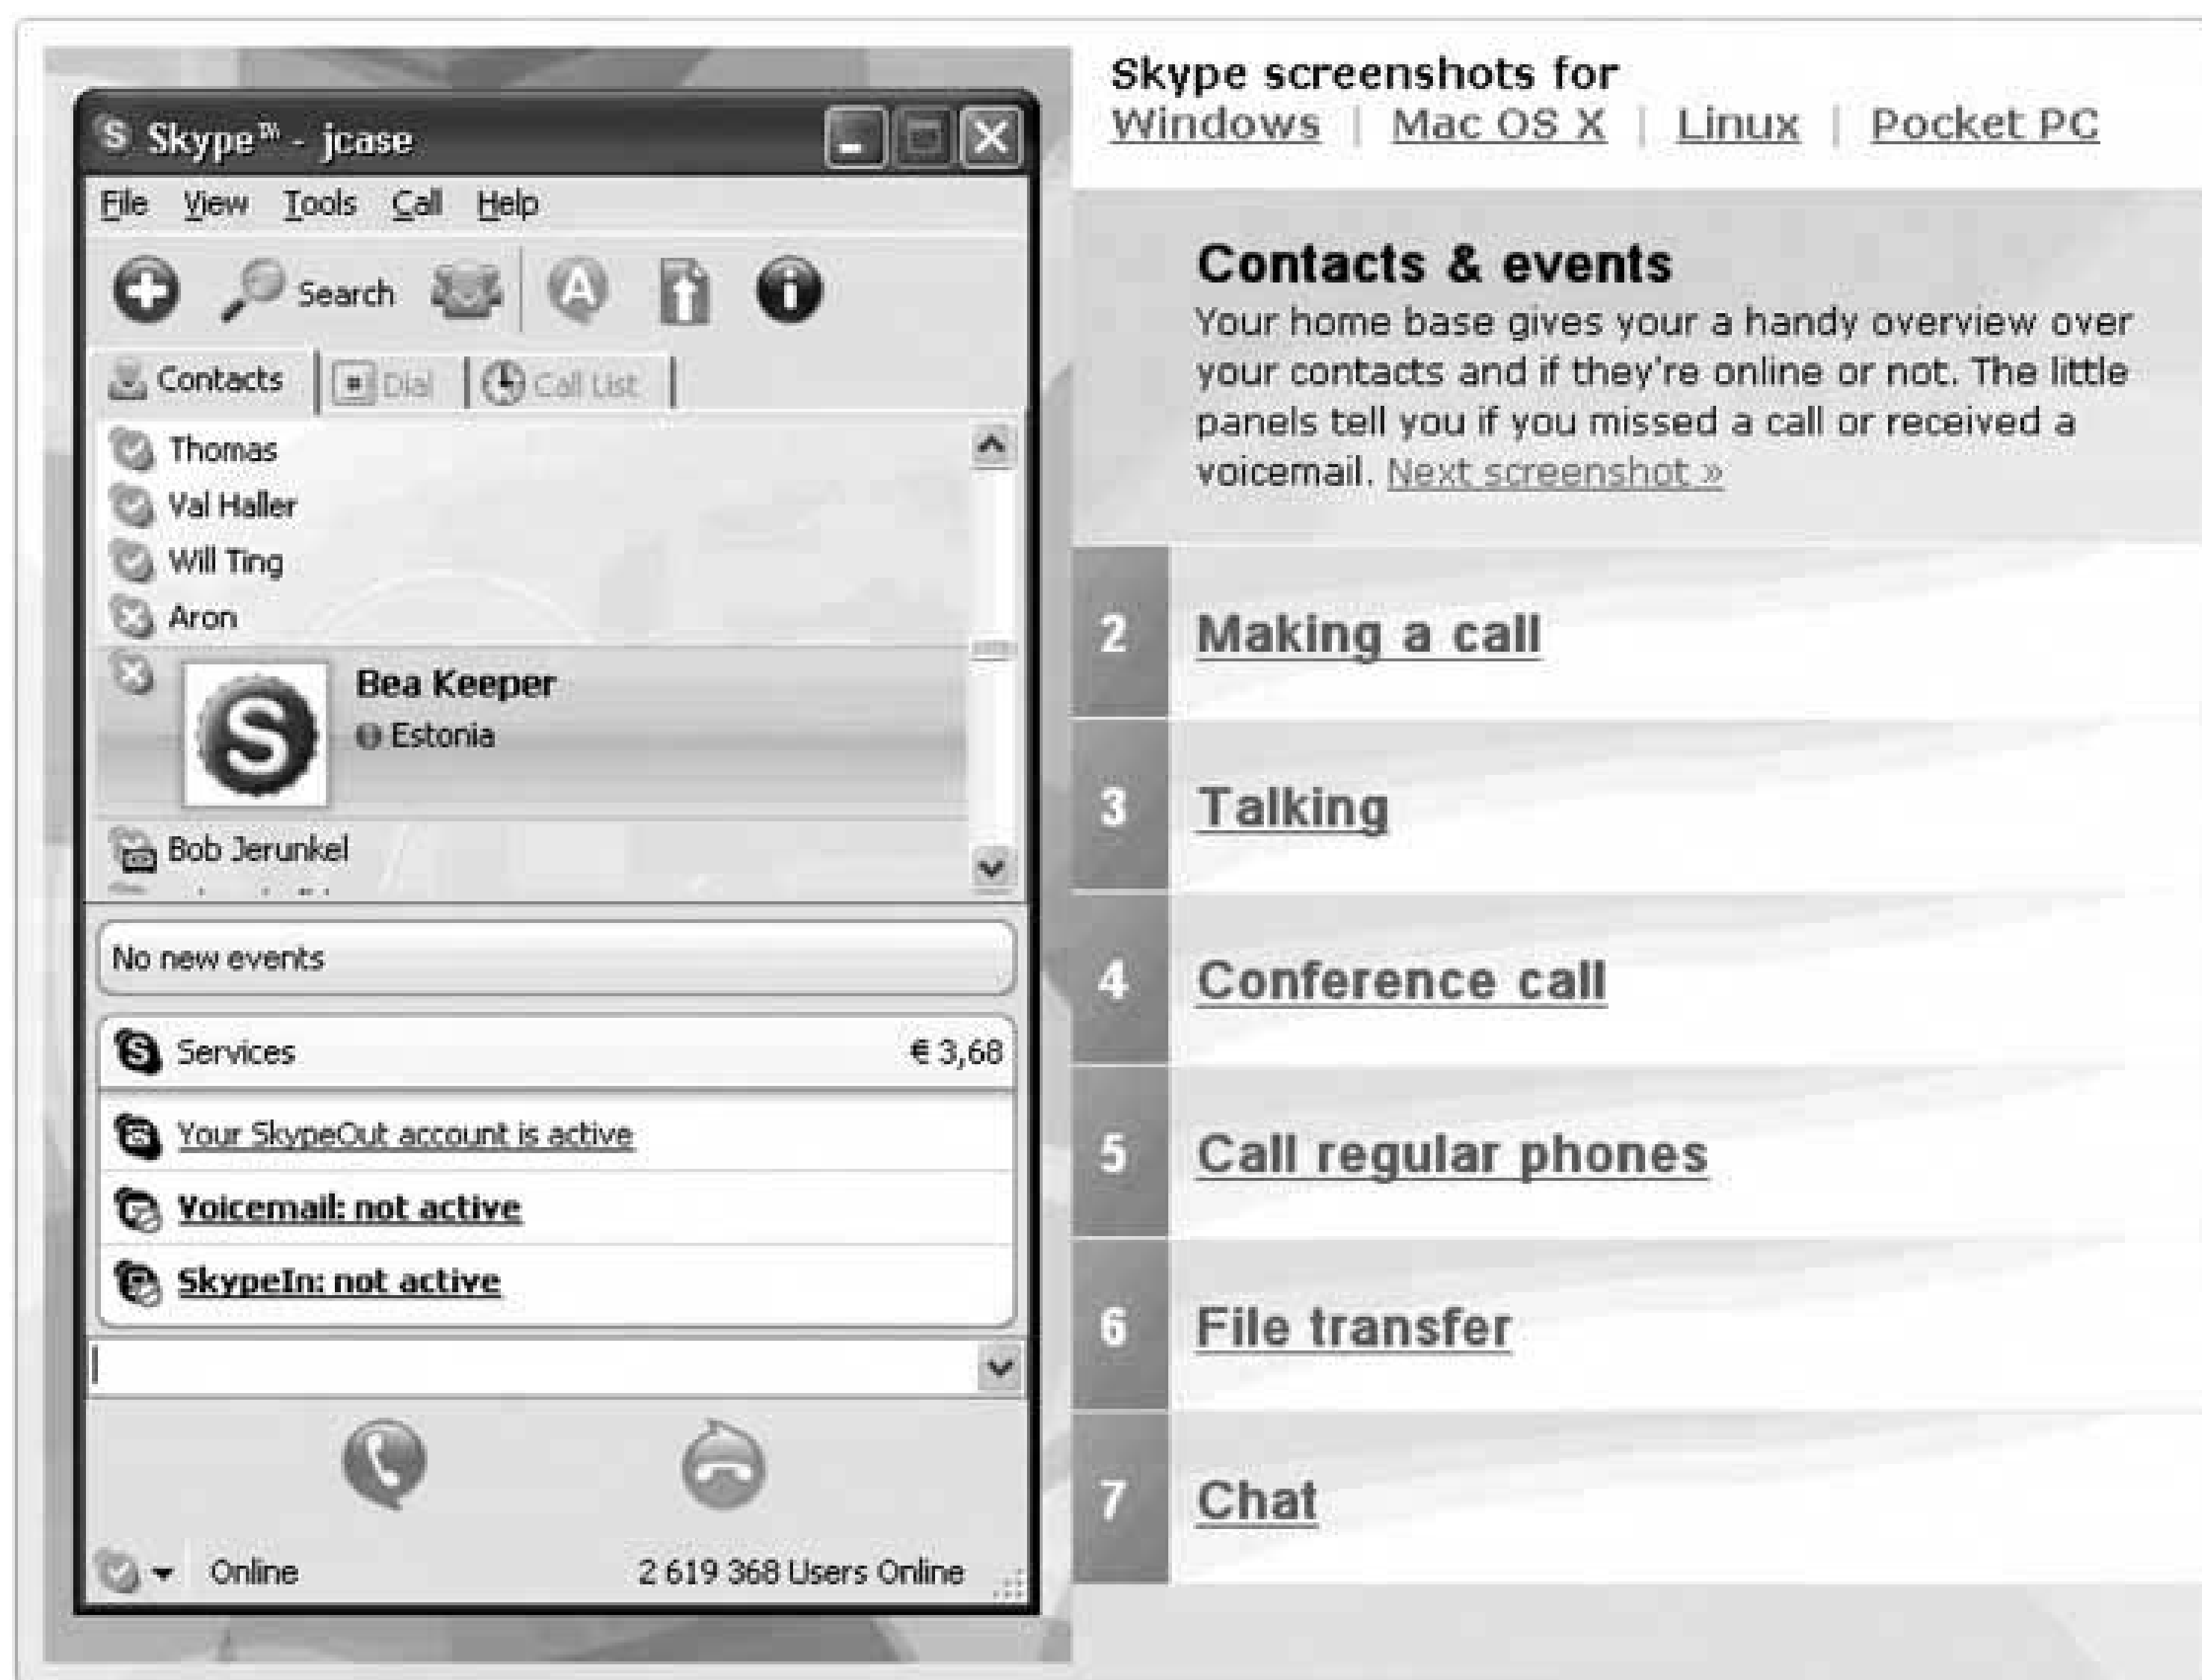 Skype™ - jcase
File View Tools Call Help
Search
Contacts Dial Call List
Thomas
Val Haller
Will Ting
Aron
Bea Keeper
Estonia
Bob Jerunkel
No new events
Services € 3,68
Your SkypeOut account is active
Voicemail: not active
SkypeIn: not active
Online 2 619 368 Users Online
Skype screenshots for
Windows | Mac OS X | Linux | Pocket PC
Contacts & events
Your home base gives your a handy overview over
your contacts and if they're online or not. The little
panels tell you if you missed a call or received a
voicemail. Next screenshot »
2 Making a call
3 Talking
4 Conference call
5 Call regular phones
6 File transfer
7 Chat